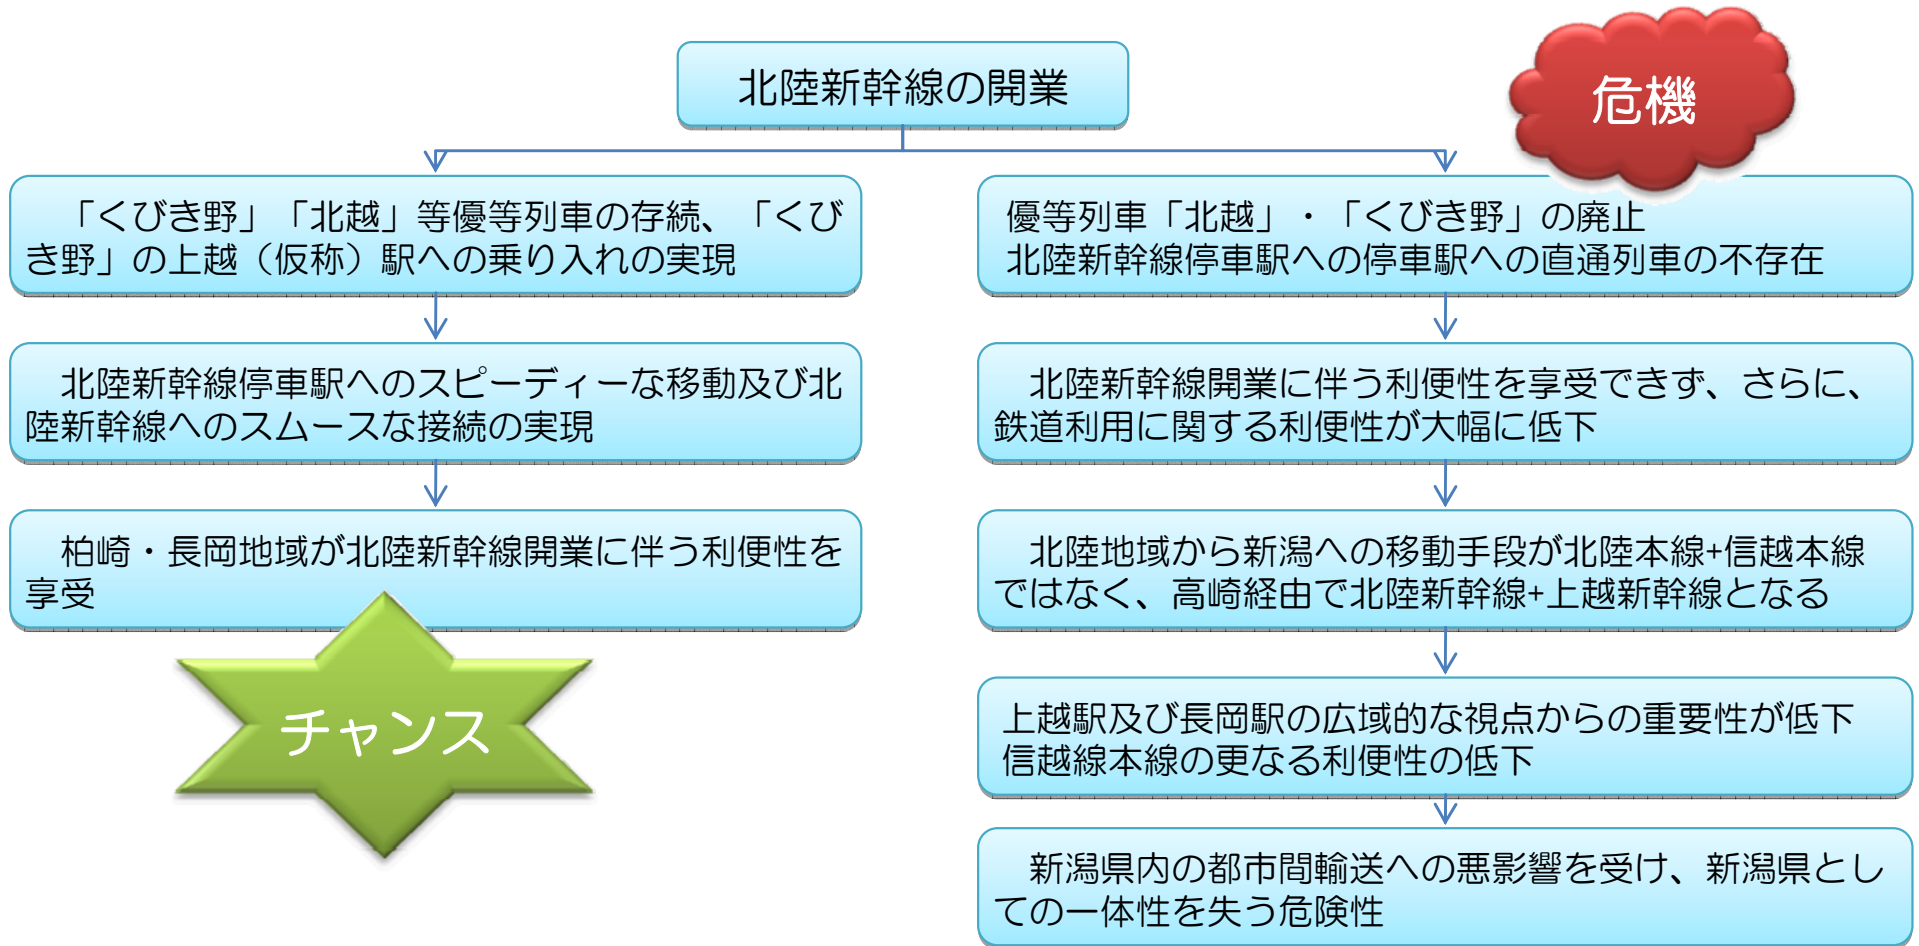 北陸新幹線の開業
危機
「くびき野」「北越」等優等列車の存続、「くび
き野」の上越（仮称）駅への乗り入れの実現
北陸新幹線停車駅へのスピーディーな移動及び北
陸新幹線へのスムースな接続の実現
柏崎・長岡地域が北陸新幹線開業に伴う利便性を
享受
チャンス
優等列車「北越」・「くびき野」の廃止
北陸新幹線停車駅への停車駅への直通列車の不存在
北陸新幹線開業に伴う利便性を享受できず、さらに、
鉄道利用に関する利便性が大幅に低下
北陸地域から新潟への移動手段が北陸本線+信越本線
ではなく、高崎経由で北陸新幹線+上越新幹線となる
上越駅及び長岡駅の広域的な視点からの重要性が低下
信越線本線の更なる利便性の低下
新潟県内の都市間輸送への悪影響を受け、新潟県とし
ての一体性を失う危険性